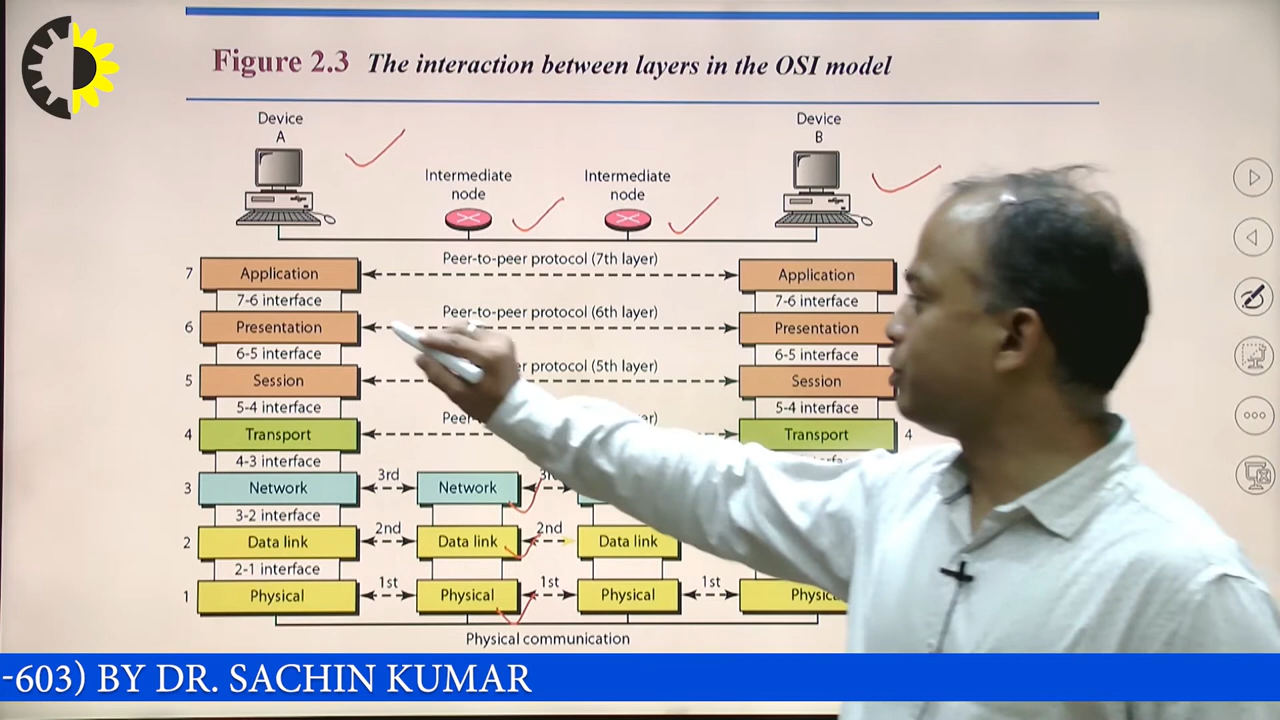 Figure 2.3 The interaction between layers in the OSI model
Device
A
Device
B
Intermediate
node
Intermediate
node
Peer-to-peer protocol (7th layer)
7 Application
Application
7-6 interface
7-6 interface
Peer-to-peer protocol (6th layer)
6 Presentation
Presentation
6-5 interface
6-5 interface
r protocol (5th layer)
5 Session
Session
5-4 interface
5-4 interface
Peer
er)
4 Transport
Transport 4
4-3 interface
3rd
3 Network
Network
3-2 interface
2nd
2nd
2 Data link
Data link
Data link
2-1 interface
1st
1st
1st
1 Physical
Physical
Physical
Physic
Physical communication
-603) BY DR. SACHIN KUMAR